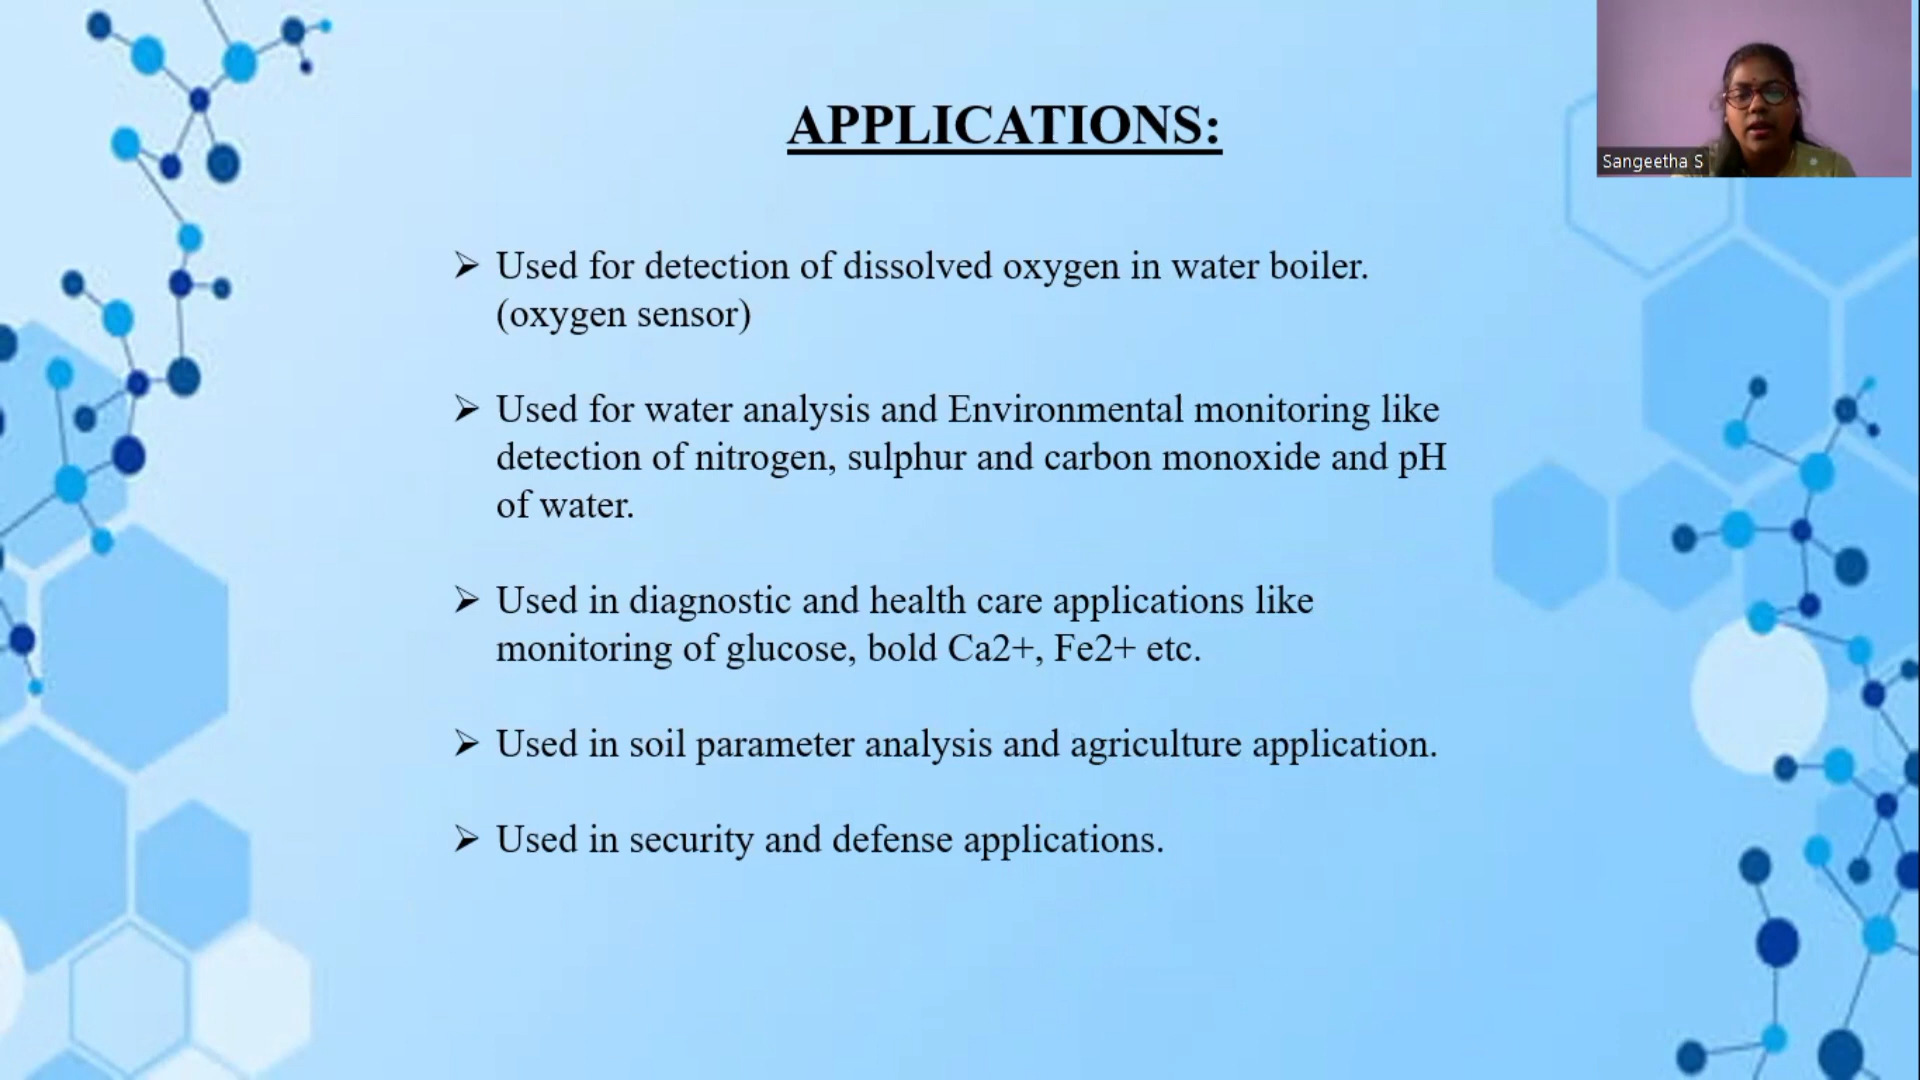 APPLICATIONS:
Sangeetha S
➢ Used for detection of dissolved oxygen in water boiler.
(oxygen sensor)
➢ Used for water analysis and Environmental monitoring like
detection of nitrogen, sulphur and carbon monoxide and pH
of water.
➢ Used in diagnostic and health care applications like
monitoring of glucose, bold Ca2+, Fe2+ etc.
➢ Used in soil parameter analysis and agriculture application.
➢ Used in security and defense applications.